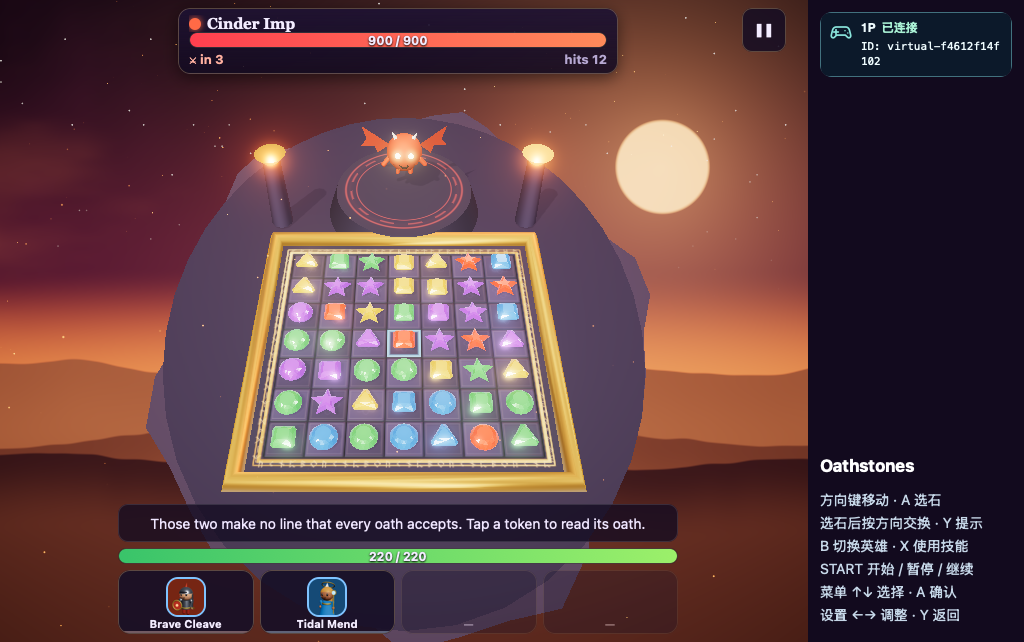 Cinder Imp
900 / 900
⚔ in 3
hits 12
1P 已连接
ID: virtual-f4612f14f
102
Those two make no line that every oath accepts. Tap a token to read its oath.
220 / 220
Brave Cleave
Tidal Mend
—
—
Oathstones
方向键移动 · A 选石
选石后按方向交换 · Y 提示
B 切换英雄 · X 使用技能
START 开始 / 暂停 / 继续
菜单 ↑↓ 选择 · A 确认
设置 ←→ 调整 · Y 返回